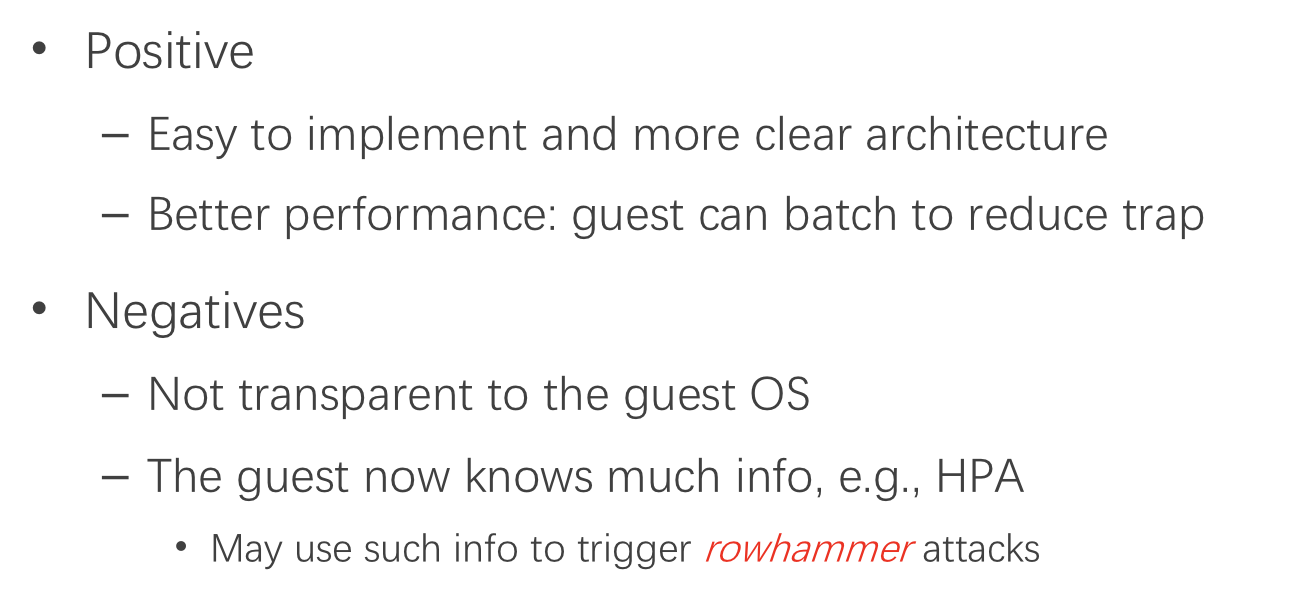 • Positive
– Easy to implement and more clear architecture
– Better performance: guest can batch to reduce trap
• Negatives
– Not transparent to the guest OS
– The guest now knows much info, e.g., HPA
• May use such info to trigger rowhammer attacks